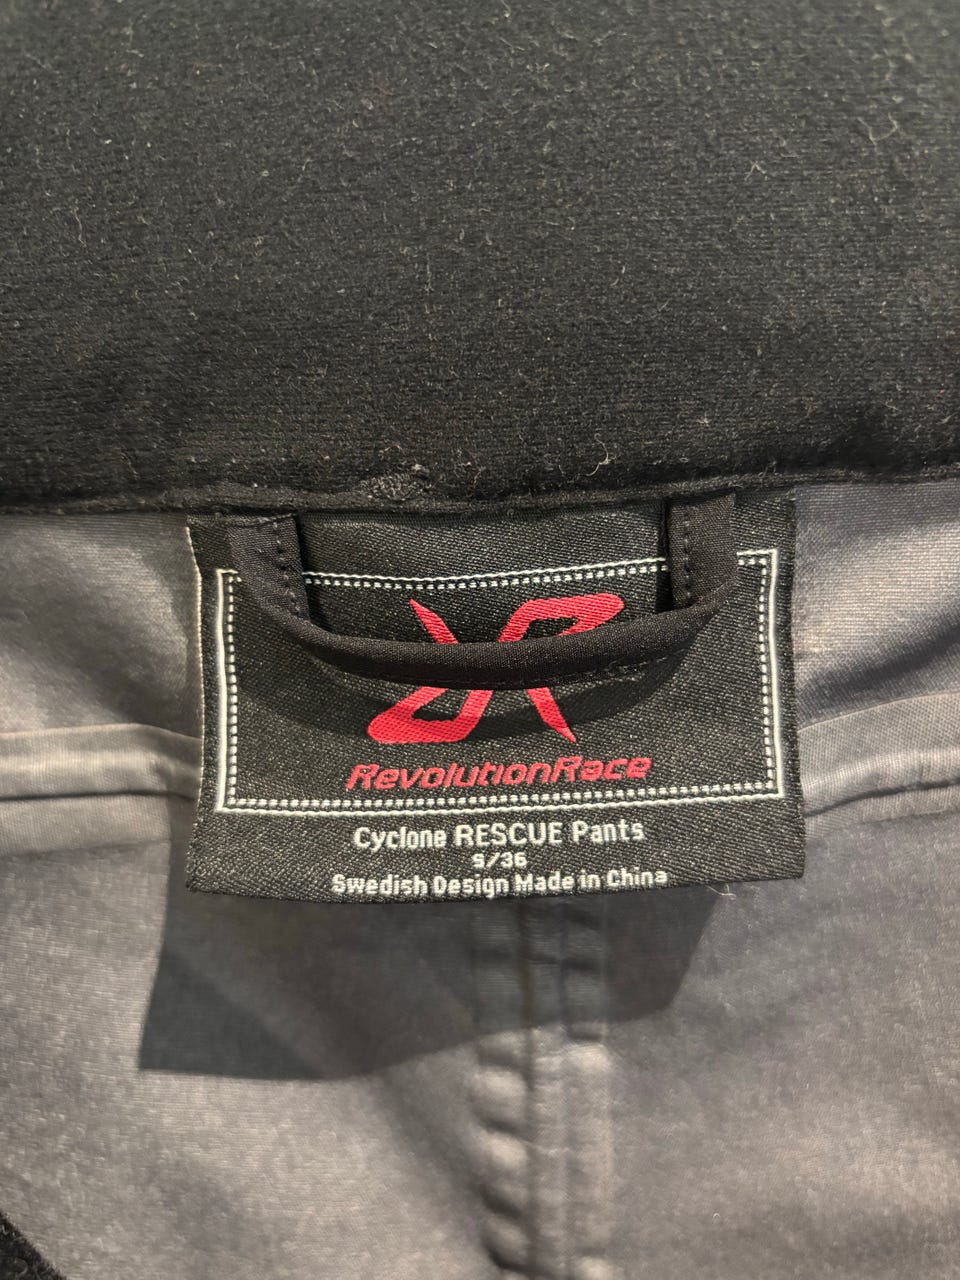 RevolutionRace
Cyclone RESCUE Pants
S/36
Swedish Design Made in China